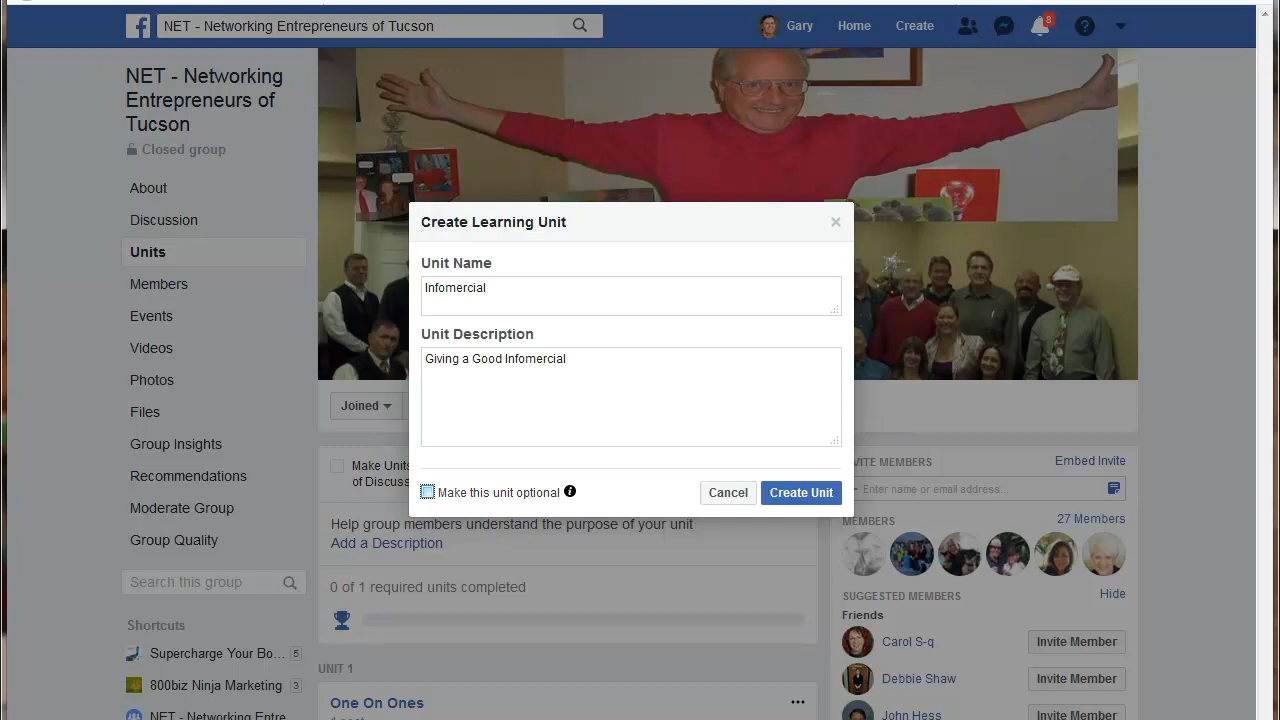 NET - Networking Entrepreneurs of Tucson
Gary
Home
Create
8
NET - Networking
Entrepreneurs of
Tucson
Closed group
About
Discussion
Units
Members
Events
Videos
Photos
Files
Group Insights
Recommendations
Moderate Group
Group Quality
Search this group
Shortcuts
Supercharge Your Bo... 5
800biz Ninja Marketing 3
NET - Networking Entre...
Create Learning Unit
Unit Name
Infomercial
Unit Description
Giving a Good Infomercial
Make this unit optional
Cancel
Create Unit
Joined
Make Units
of Discuss
Help group members understand the purpose of your unit
Add a Description
0 of 1 required units completed
UNIT 1
One On Ones
1 post
VITE MEMBERS
Embed Invite
Enter name or email address...
MEMBERS
27 Members
SUGGESTED MEMBERS
Hide
Friends
Carol S-q
Invite Member
Debbie Shaw
Invite Member
John Hess
Invite Member